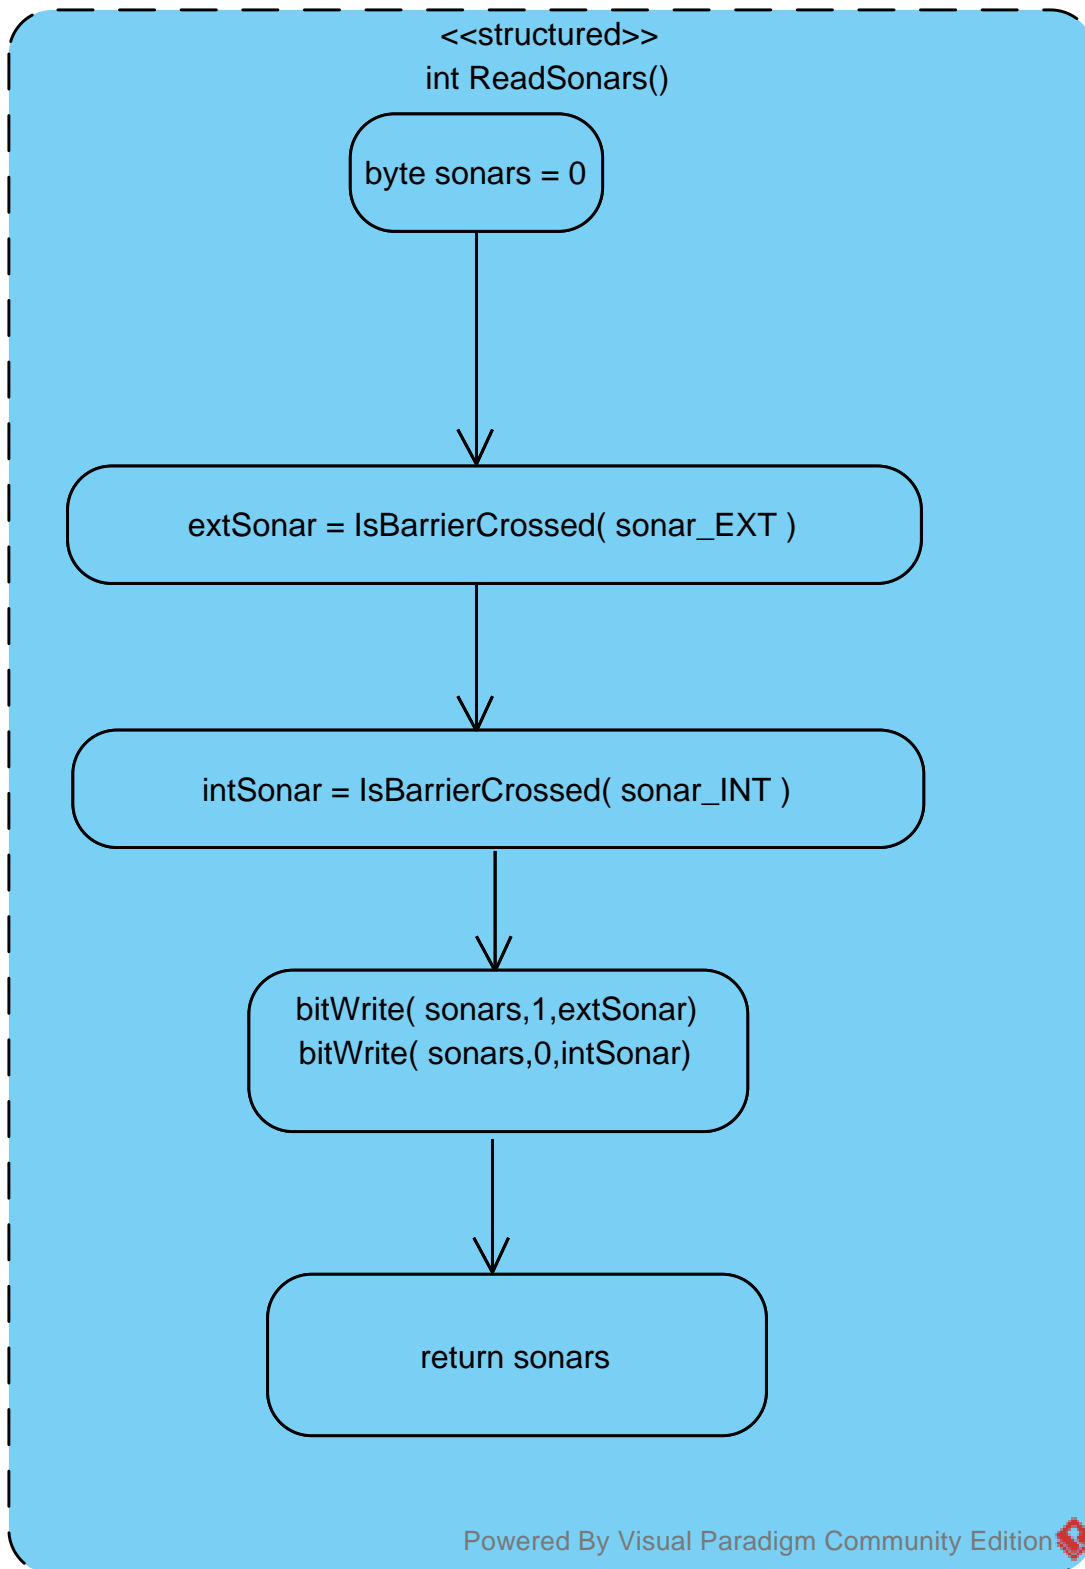 <<structured>>
int ReadSonars()
byte sonars = 0
extSonar = IsBarrierCrossed( sonar_EXT )
intSonar = IsBarrierCrossed( sonar_INT )
bitWrite( sonars,1,extSonar)
bitWrite( sonars,0,intSonar)
return sonars
Powered By Visual Paradigm Community Edition